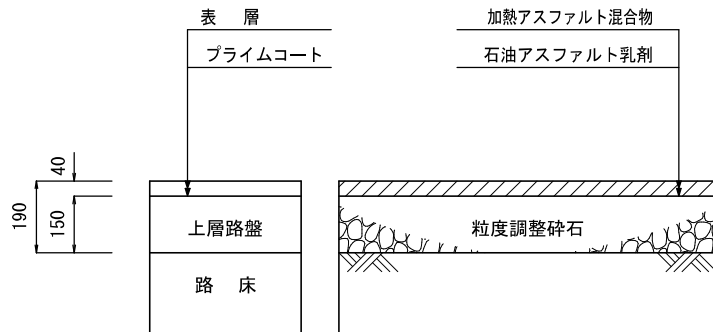 表　層
加熱アスファルト混合物
プライムコート
石油アスファルト乳剤
40
190
150
上層路盤
粒度調整砕石
路　床